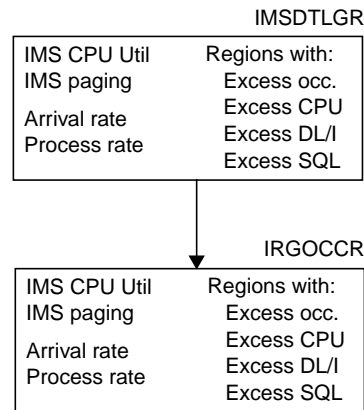 IMSDTLGR
IMS CPU Util Regions with:
IMS paging Excess occ.
Excess CPU
Arrival rate
Excess DL/I
Process rate
Excess SQL
IRGOCCR
IMS CPU Util Regions with:
IMS paging Excess occ.
Excess CPU
Arrival rate
Excess DL/I
Process rate
Excess SQL